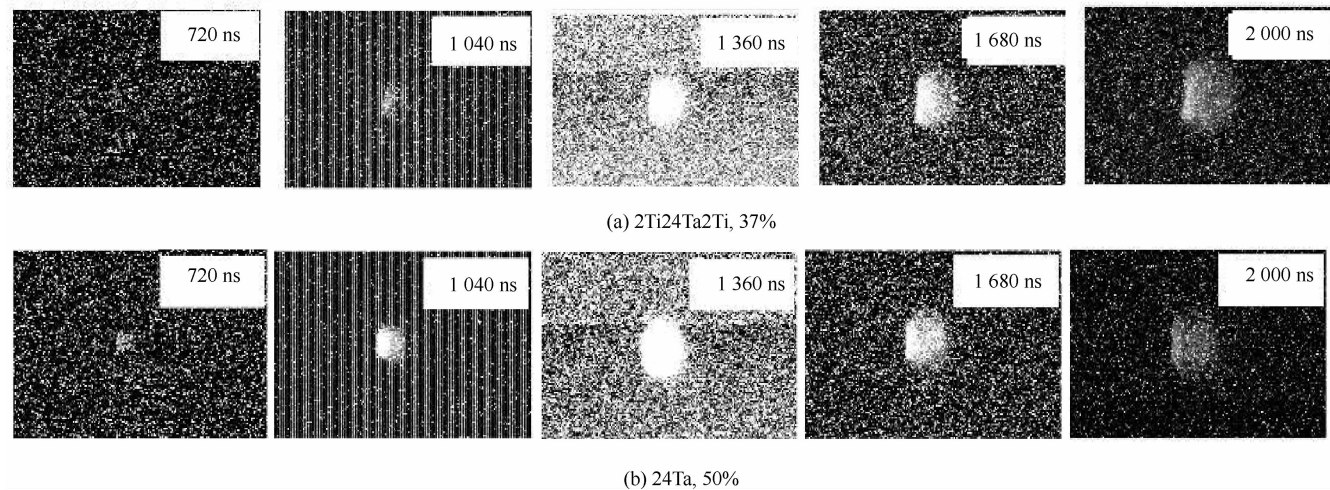 720 ns
1 040 ns
1 360 ns
1 680 ns
2 000 ns
(a) 2Ti24Ta2Ti, 37%
720 ns
1 040 ns
1 360 ns
1 680 ns
2 000 ns
(b) 24Ta, 50%